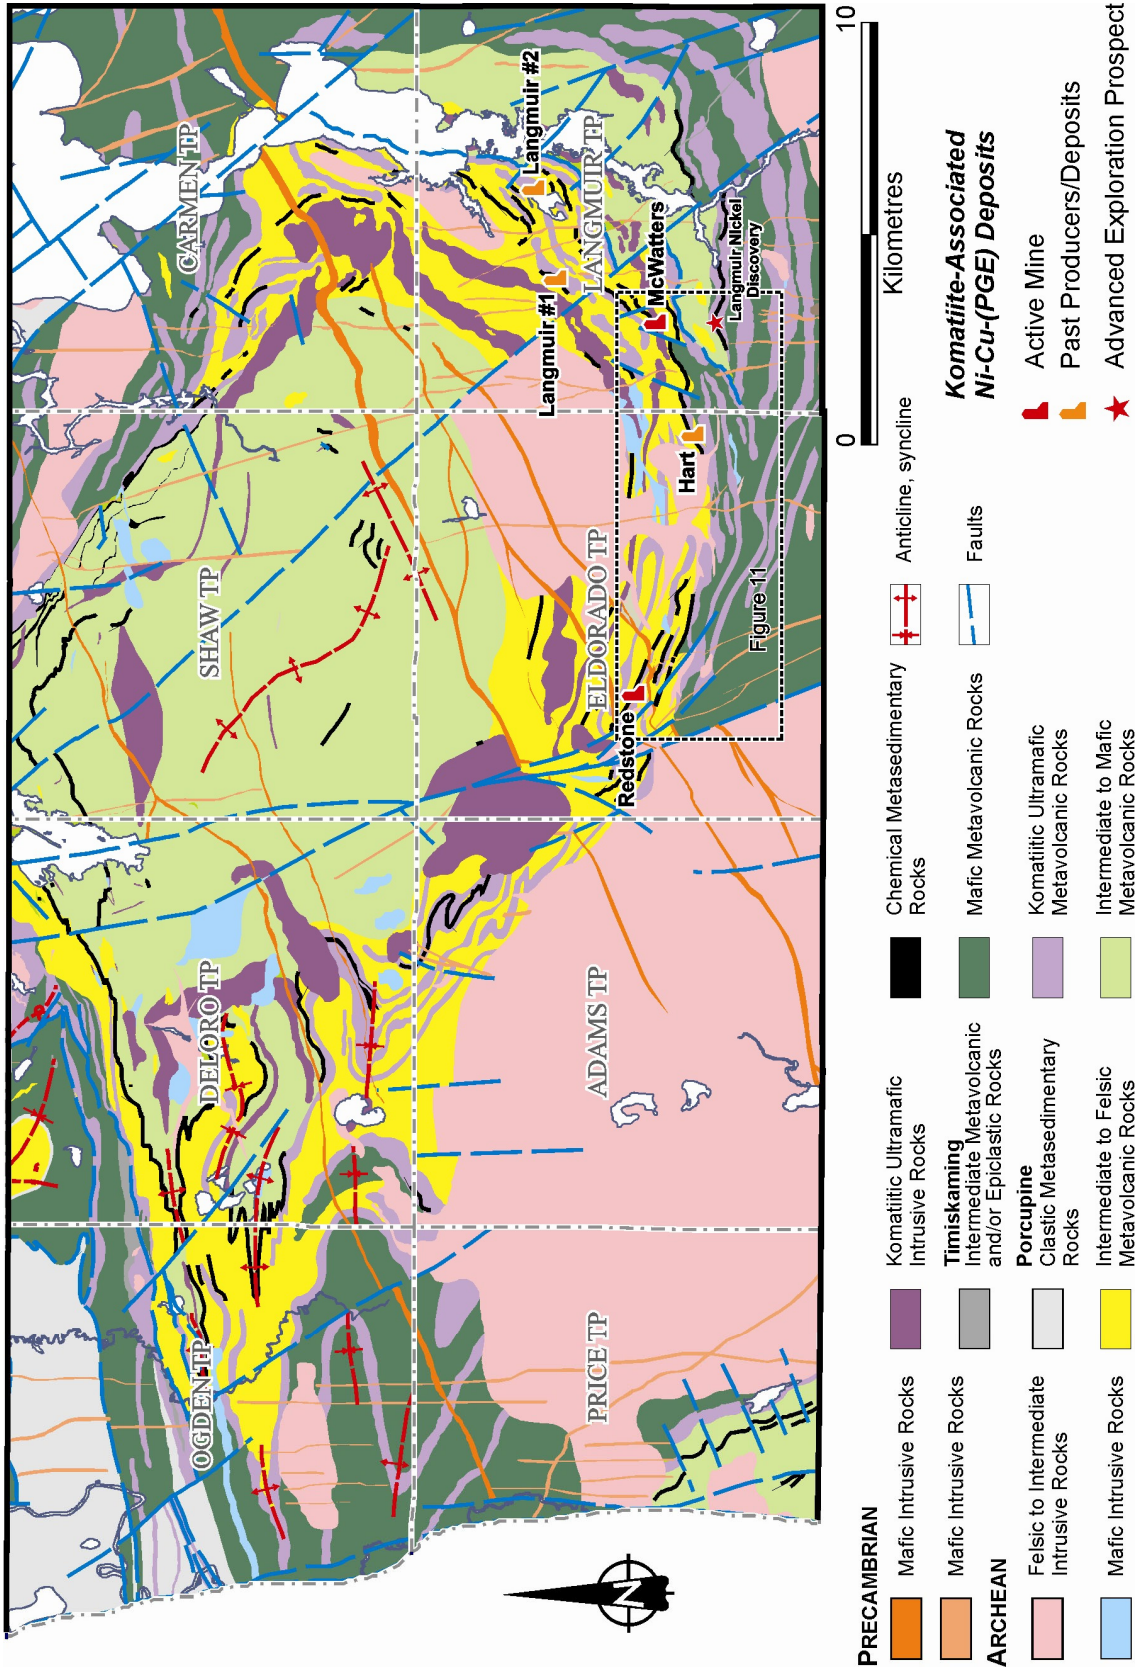 CARMEN TP
SHAW TP
DELORO TP
OGDEN TP
LANGMUIR TP
ELDORADO TP
ADAMS TP
PRICE TP
Langmuir #2
Langmuir #1
McWatters
Langmuir Nickel
Discovery
Hart
Redstone
Figure 11
N
0
10
Kilometres
PRECAMBRIAN
Mafic Intrusive Rocks
Mafic Intrusive Rocks
ARCHEAN
Felsic to Intermediate
Intrusive Rocks
Mafic Intrusive Rocks
Komatiitic Ultramafic
Intrusive Rocks
Timiskaming
Intermediate Metavolcanic
and/or Epiclastic Rocks
Porcupine
Clastic Metasedimentary
Rocks
Intermediate to Felsic
Metavolcanic Rocks
Chemical Metasedimentary
Rocks
Mafic Metavolcanic Rocks
Komatiitic Ultramafic
Metavolcanic Rocks
Intermediate to Mafic
Metavolcanic Rocks
Anticline, syncline
Faults
Komatiite-Associated
Ni-Cu-(PGE) Deposits
Active Mine
Past Producers/Deposits
Advanced Exploration Prospect